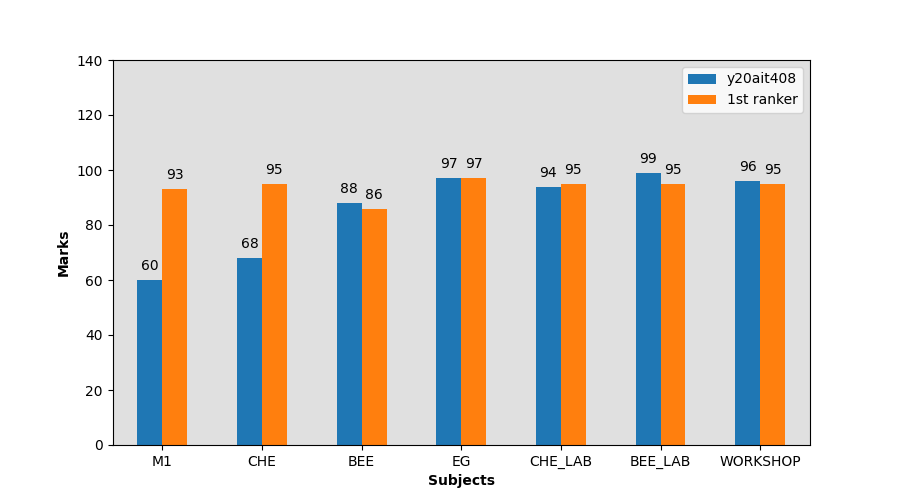 140
120
100
80
60
40
20
0
Marks
y20ait408
1st ranker
60 93 68 95 88 86 97 97 94 95 99 95 96 95
M1 CHE BEE EG CHE_LAB BEE_LAB WORKSHOP
Subjects